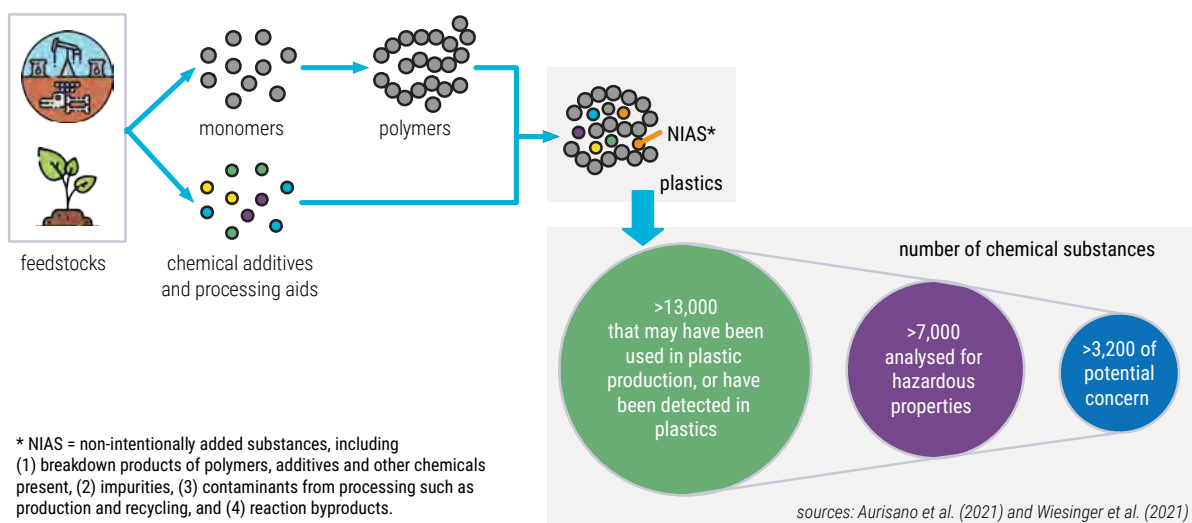 monomers
polymers
NIAS*
plastics
feedstocks
chemical additives
and processing aids
number of chemical substances
>13,000
that may have been
used in plastic
production, or have
been detected in
plastics
>7,000
analysed for
hazardous
properties
>3,200 of
potential
concern
* NIAS = non-intentionally added substances, including
(1) breakdown products of polymers, additives and other chemicals
present, (2) impurities, (3) contaminants from processing such as
production and recycling, and (4) reaction byproducts.
sources: Aurisano et al. (2021) and Wiesinger et al. (2021)